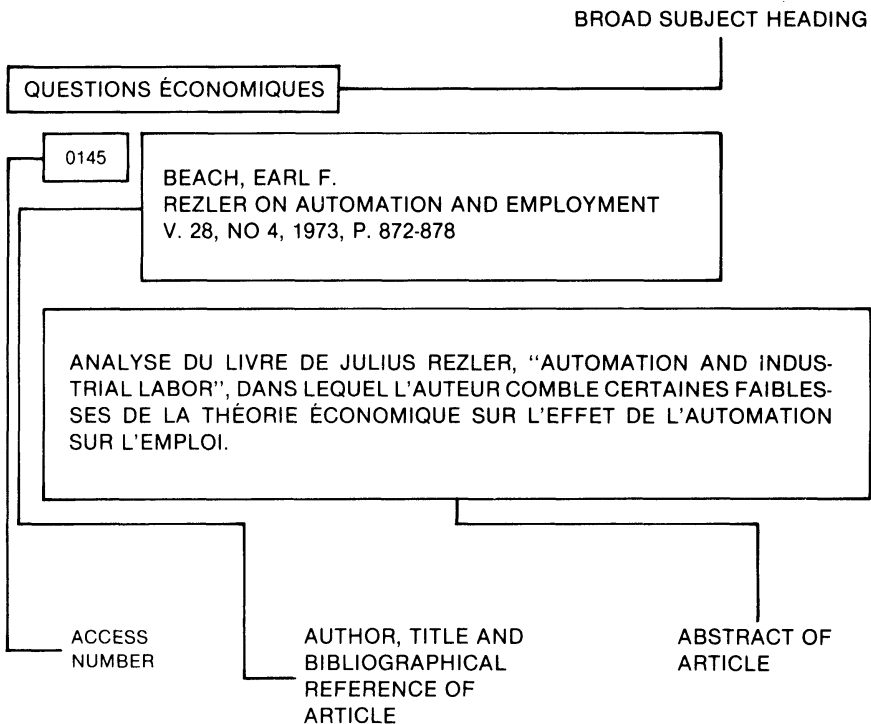 BROAD SUBJECT HEADING
QUESTIONS ÉCONOMIQUES
0145
BEACH, EARL F.
REZLER ON AUTOMATION AND EMPLOYMENT
V. 28, NO 4, 1973, P. 872-878
ANALYSE DU LIVRE DE JULIUS REZLER, “AUTOMATION AND INDUS-
TRIAL LABOR”, DANS LEQUEL L'AUTEUR COMBLE CERTAINES FAIBLES-
SES DE LA THÉORIE ÉCONOMIQUE SUR L'EFFET DE L'AUTOMATION
SUR L'EMPLOI.
ACCESS
NUMBER
AUTHOR, TITLE AND
BIBLIOGRAPHICAL
REFERENCE OF
ARTICLE
ABSTRACT OF
ARTICLE